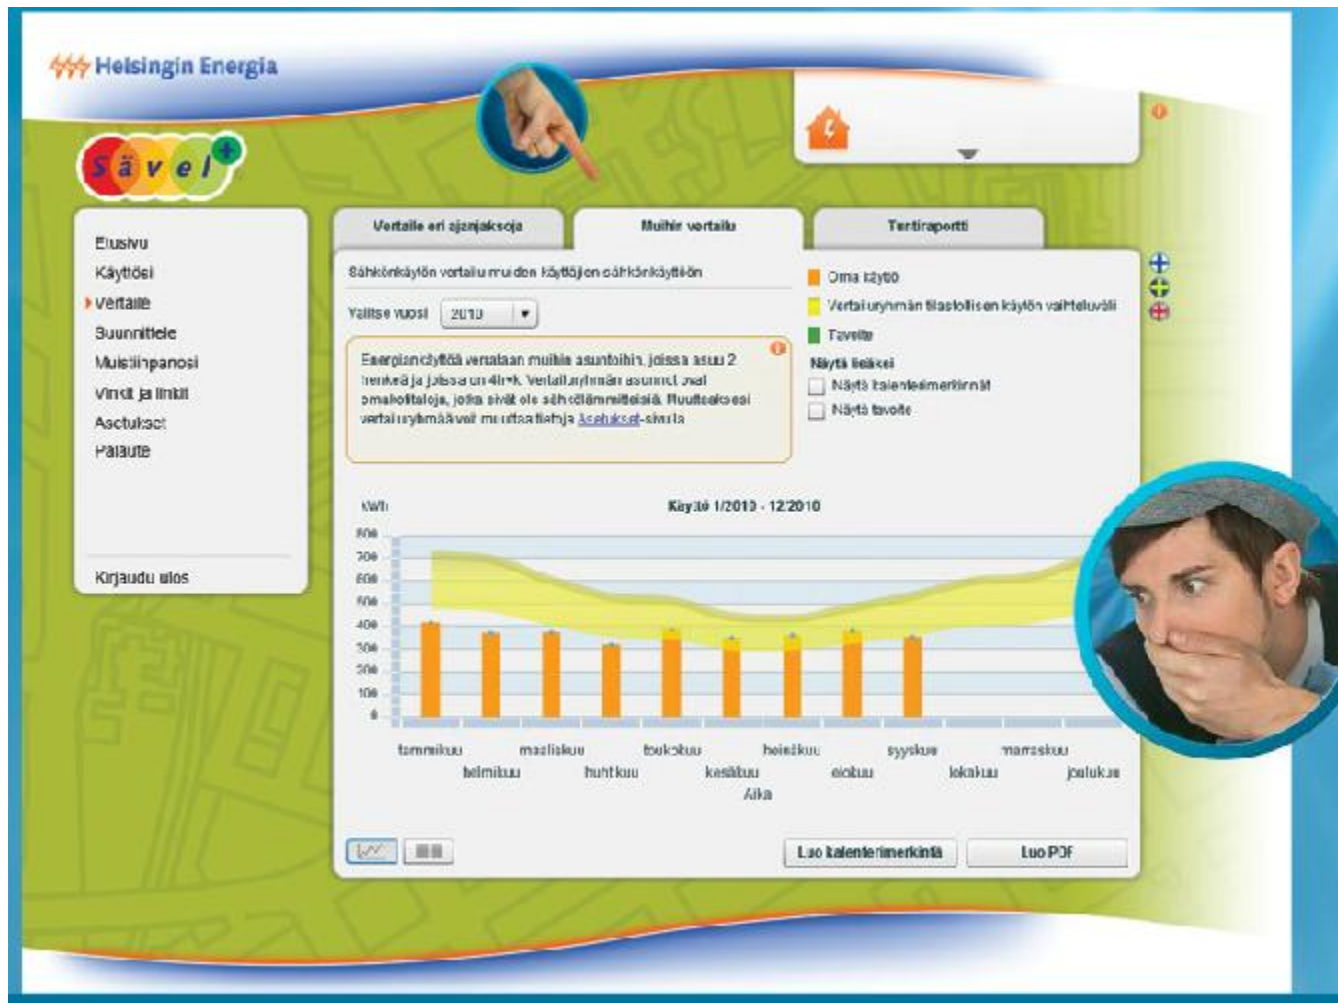 Helsingin Energia
Sävel+
Etusivu
Käyttösi
Vertaile
Suunnittele
Muistiinpanosi
Vinkit ja linkit
Asetukset
Palaute
Kirjaudu ulos
Vertaile eri ajanjaksoja
Muihin vertailu
Tuntiraportti
Sähkönkäytön vertailu muiden käyttäjien sähkönkäyttöön
Valitse vuosi 2010
Energiankäyttöä verrataan muihin asuntoihin, joissa asuu 2
henkeä ja joissa on 4h+k. Vertailuryhmän asunnot ovat
omakotitaloja, jotka eivät ole sähkölämmitteisiä. Muuttaaksesi
vertailuryhmää voit muuttaa tietoja Asetukset-sivulla
Oma käyttö
Vertailuryhmän tilastollisen käytön vaihteluväli
Tavoite
Näytä lisäksi
Näytä kalenterimerkinnät
Näytä tavoite
kWh
Käyttö 1/2010 - 12/2010
800
700
600
500
400
300
200
100
0
tammikuu
helmikuu
maaliskuu
huhtikuu
toukokuu
kesäkuu
heinäkuu
elokuu
syyskuu
lokakuu
marraskuu
joulukuu
Aika
Luo kalenterimerkintä
Luo PDF